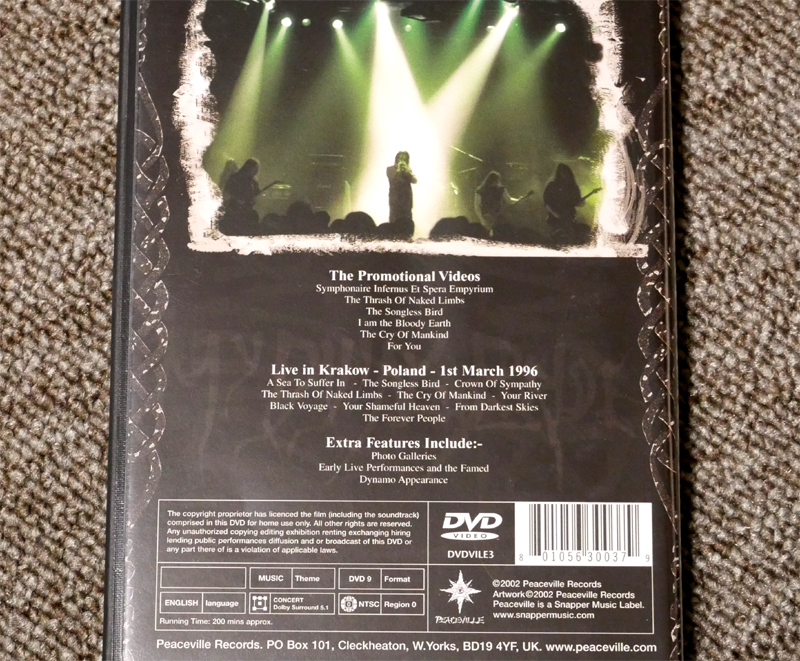 The Promotional Videos
Symphonaire Infernus Et Spera Empyrium
The Thrash Of Naked Limbs
The Songless Bird
I am the Bloody Earth
The Cry Of Mankind
For You
Live in Krakow - Poland - 1st March 1996
A Sea To Suffer In - The Songless Bird - Crown Of Sympathy
The Thrash Of Naked Limbs - The Cry Of Mankind - Your River
Black Voyage - Your Shameful Heaven - From Darkest Skies
The Forever People
Extra Features Include:-
Photo Galleries
Early Live Performances and the Famed
Dynamo Appearance
The copyright proprietor has licenced the film (including the soundtrack)
comprised in this DVD for home use only. All other rights are reserved.
Any unauthorized copying editing exhibition renting exchanging hiring
lending public performances diffusion and or broadcast of this DVD or
any part there of is a violation of applicable laws.
DVD
VIDEO
DVDVILE3
8 01056 30037 9
MUSIC Theme DVD 9 Format
ENGLISH language CONCERT
Dolby Surround 5.1 NTSC Region 0
Running Time: 200 mins approx.
PEACEVILLE
©2002 Peaceville Records
Artwork©2002 Peaceville Records
Peaceville is a Snapper Music Label.
www.snappermusic.com
Peaceville Records. PO Box 101, Cleckheaton, W.Yorks, BD19 4YF, UK. www.peaceville.com